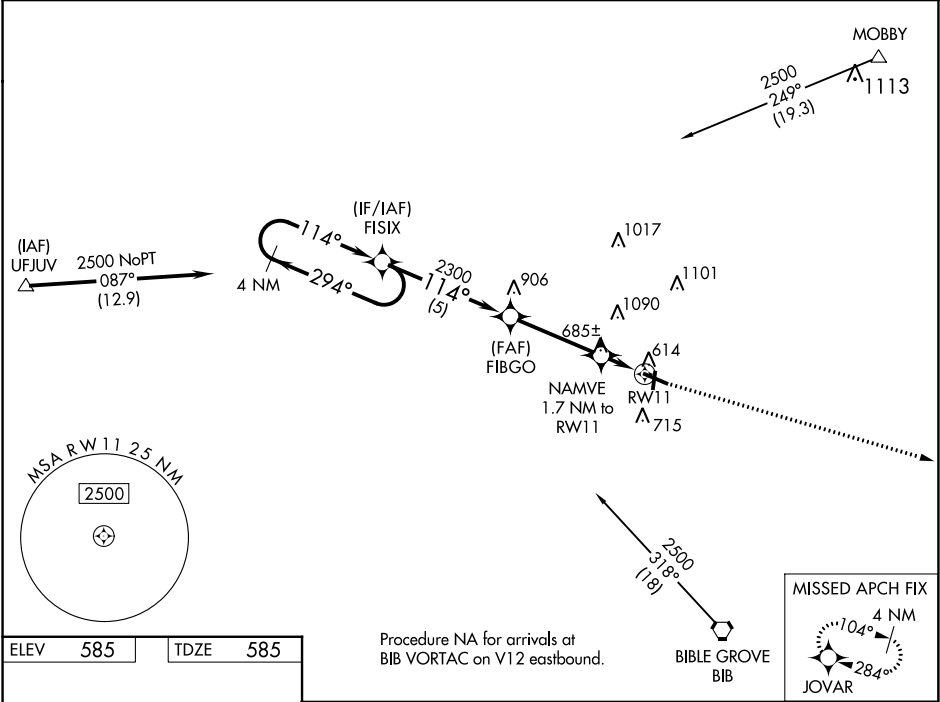 MOBBY
1113
2500
249°
(19.3)
(IF/IAF)
FISIX
114°
294°
4 NM
(IAF)
UFJUV
2500 NoPT
087°
(12.9)
2300
114°
(5)
906
1017
1101
1090
685±
614
(FAF)
FIBGO
NAMVE
1.7 NM to
RW11
RW11
715
MSA RW11 25 NM
2500
2500
318°
(18)
BIBLE GROVE
BIB
MISSED APCH FIX
4 NM
104°
284°
JOVAR
ELEV 585
TDZE 585
Procedure NA for arrivals at
BIB VORTAC on V12 eastbound.